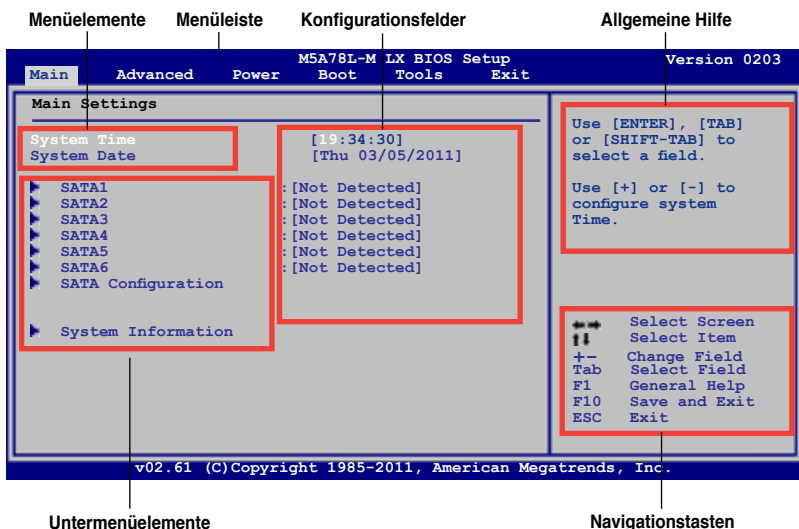 Menüelemente Menüleiste Konfigurationsfelder Allgemeine Hilfe
M5A78L-M LX BIOS Setup Version 0203
Main Advanced Power Boot Tools Exit
Main Settings
System Time [19:34:30]
System Date [Thu 03/05/2011]
SATA1 :[Not Detected]
SATA2 :[Not Detected]
SATA3 :[Not Detected]
SATA4 :[Not Detected]
SATA5 :[Not Detected]
SATA6 :[Not Detected]
SATA Configuration
System Information
Use [ENTER], [TAB]
or [SHIFT-TAB] to
select a field.
Use [+] or [-] to
configure system
Time.
Select Screen
Select Item
+- Change Field
Tab Select Field
F1 General Help
F10 Save and Exit
ESC Exit
v02.61 (C)Copyright 1985-2011, American Megatrends, Inc.
Untermenüelemente Navigationstasten